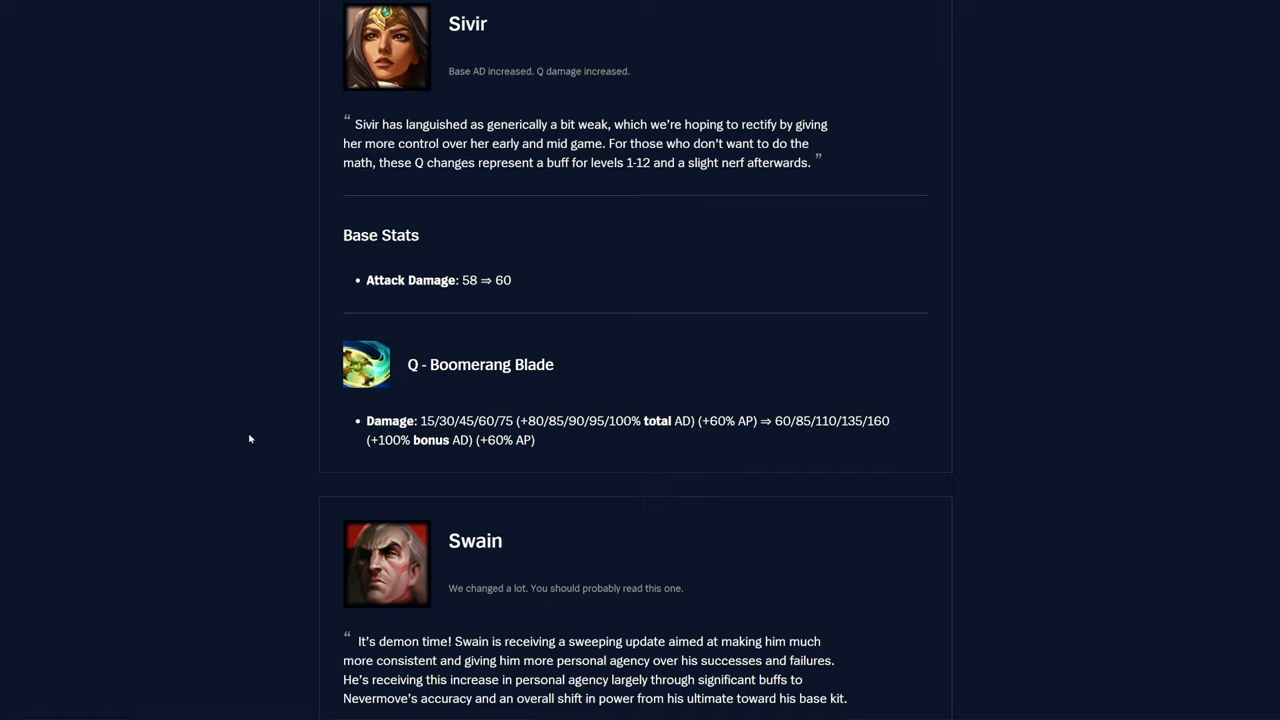 Sivir
Base AD increased. Q damage increased.
“ Sivir has languished as generically a bit weak, which we’re hoping to rectify by giving
her more control over her early and mid game. For those who don’t want to do the
math, these Q changes represent a buff for levels 1-12 and a slight nerf afterwards. ”
Base Stats
• Attack Damage: 58 ⇒ 60
Q - Boomerang Blade
• Damage: 15/30/45/60/75 (+80/85/90/95/100% total AD) (+60% AP) ⇒ 60/85/110/135/160
(+100% bonus AD) (+60% AP)
Swain
We changed a lot. You should probably read this one.
“ It’s demon time! Swain is receiving a sweeping update aimed at making him much
more consistent and giving him more personal agency over his successes and failures.
He’s receiving this increase in personal agency largely through significant buffs to
Nevermove’s accuracy and an overall shift in power from his ultimate toward his base kit.